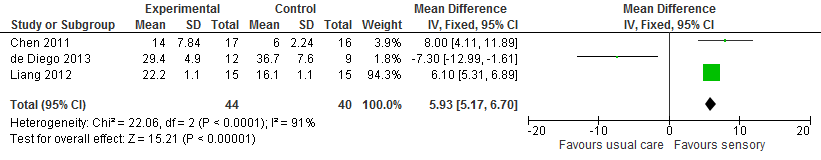 Experimental Control Mean Difference Mean Difference
Study or Subgroup Mean SD Total Mean SD Total Weight IV, Fixed, 95% CI IV, Fixed, 95% CI
Chen 2011 14 7.84 17 6 2.24 16 3.9% 8.00 [4.11, 11.89]
de Diego 2013 29.4 4.9 12 36.7 7.6 9 1.8% -7.30 [-12.99, -1.61]
Liang 2012 22.2 1.1 15 16.1 1.1 15 94.3% 6.10 [5.31, 6.89]
Total (95% CI) 44 40 100.0% 5.93 [5.17, 6.70]
Heterogeneity: Chi² = 22.06, df = 2 (P < 0.0001); I² = 91%
Test for overall effect: Z = 15.21 (P < 0.00001)
-20 -10 0 10 20
Favours usual care Favours sensory